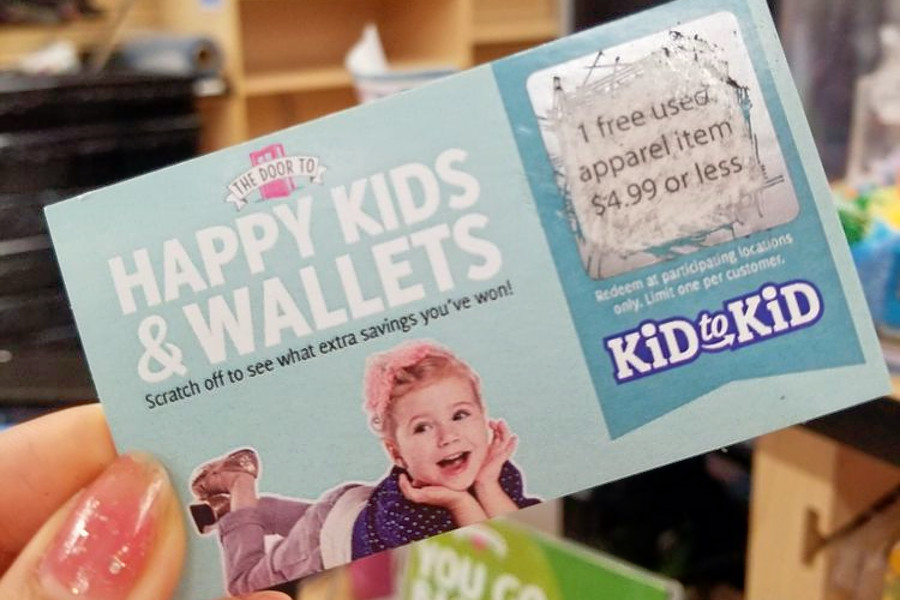 THE DOOR TO
HAPPY KIDS
& WALLETS
Scratch off to see what extra savings you've won!
1 free used
apparel item
$4.99 or less
Redeem at participating locations
only. Limit one per customer.
KiD to KiD
YOU